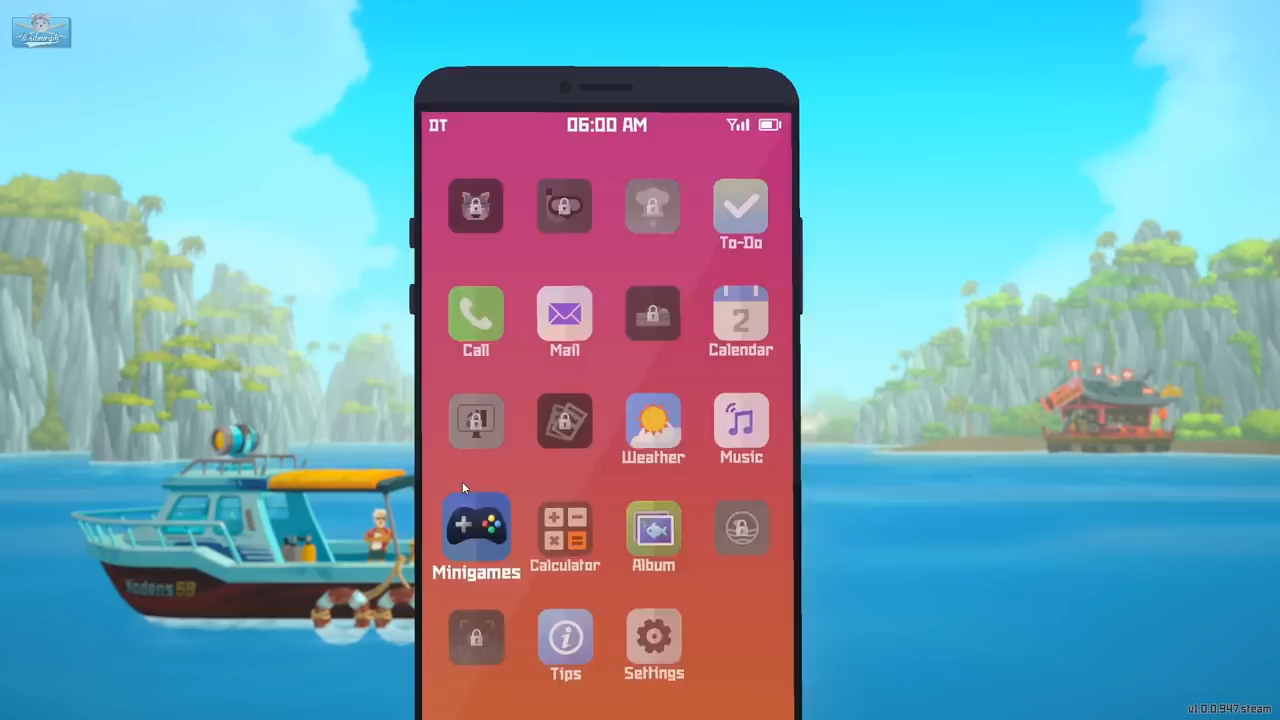 DT 06:00 AM
To-Do
Call Mail 2 Calendar
Weather Music
Minigames Calculator Album
Tips Settings
v1.0.0.947.steam